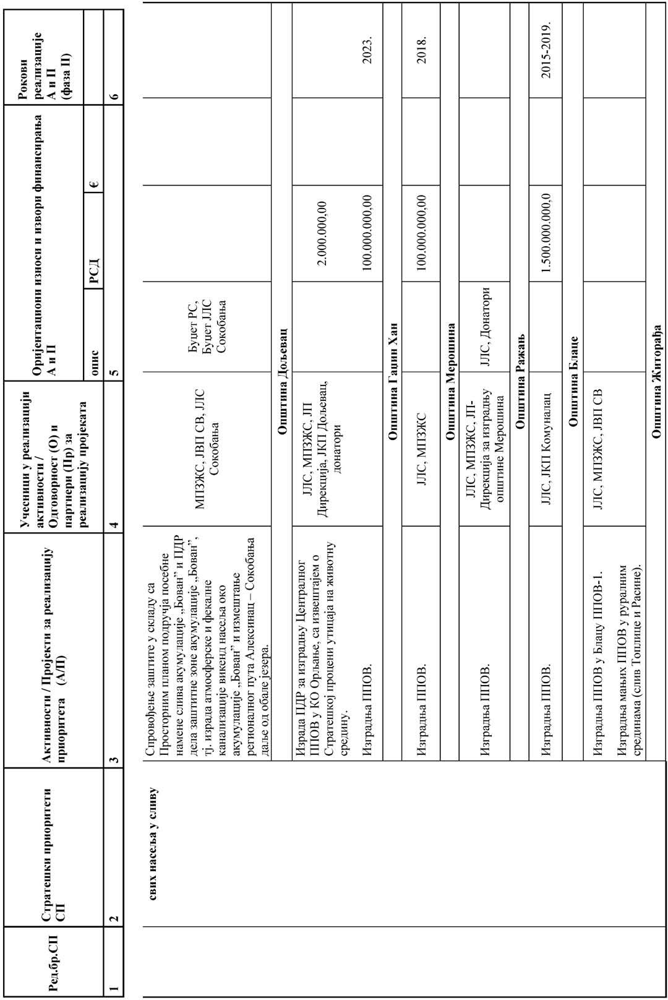 Ред.бр.СП
Стратешки приоритети
СП
Активности / Пројекти за реализацију
приоритета (А/П)
Учесници у реализацији
активности /
Одговорност (О) и
партнери (Пр) за
реализацију пројеката
Оријентациони износи и извори финансирања
А и П
опис
РСД
€
Рокови
реализације
А и П
(фаза II)
1
2
3
4
5
6
свих насеља у сливу
Спровођење заштите у складу са
Просторним планом подручја посебне
намене слива акумулације „Бован” и ПДР
дела заштитне зоне акумулације „Бован”,
тј. израда атмосферске и фекалне
канализације викенд насеља око
акумулације „Бован” и измештање
регионалног пута Алексинац – Сокобања
даље од обале језера.
МПЗЖС, ЈВП СВ, ЈЛС
Сокобања
Буџет РС,
Буџет ЈЛС
Сокобања
Општина Дољевац
Израда ПДР за изградњу Централног
ППОВ у КО Орљане, са извештајем о
Стратешкој процени утицаја на животну
средину.
ЈЛС, МПЗЖС, ЈП
Дирекција, ЈКП Дољевац,
донатори
2.000.000,00
Изградња ППОВ.
100.000.000,00
2023.
Општина Гаџин Хан
Изградња ППОВ.
ЈЛС, МПЗЖС
100.000.000,00
2018.
Општина Мерошина
Изградња ППОВ.
ЈЛС, МПЗЖС, ЈП-
Дирекција за изградњу
општине Мерошина
ЈЛС, Донатори
Општина Ражањ
Изградња ППОВ.
ЈЛС, ЈКП Комуналац
1.500.000.000,0
2015-2019.
Општина Блаце
Изградња ППОВ у Блацу ППОВ-1.
ЈЛС, МПЗЖС, ЈВП СВ
Изградња мањих ППОВ у руралним
срединама (слив Топлице и Расине).
Општина Житорађа